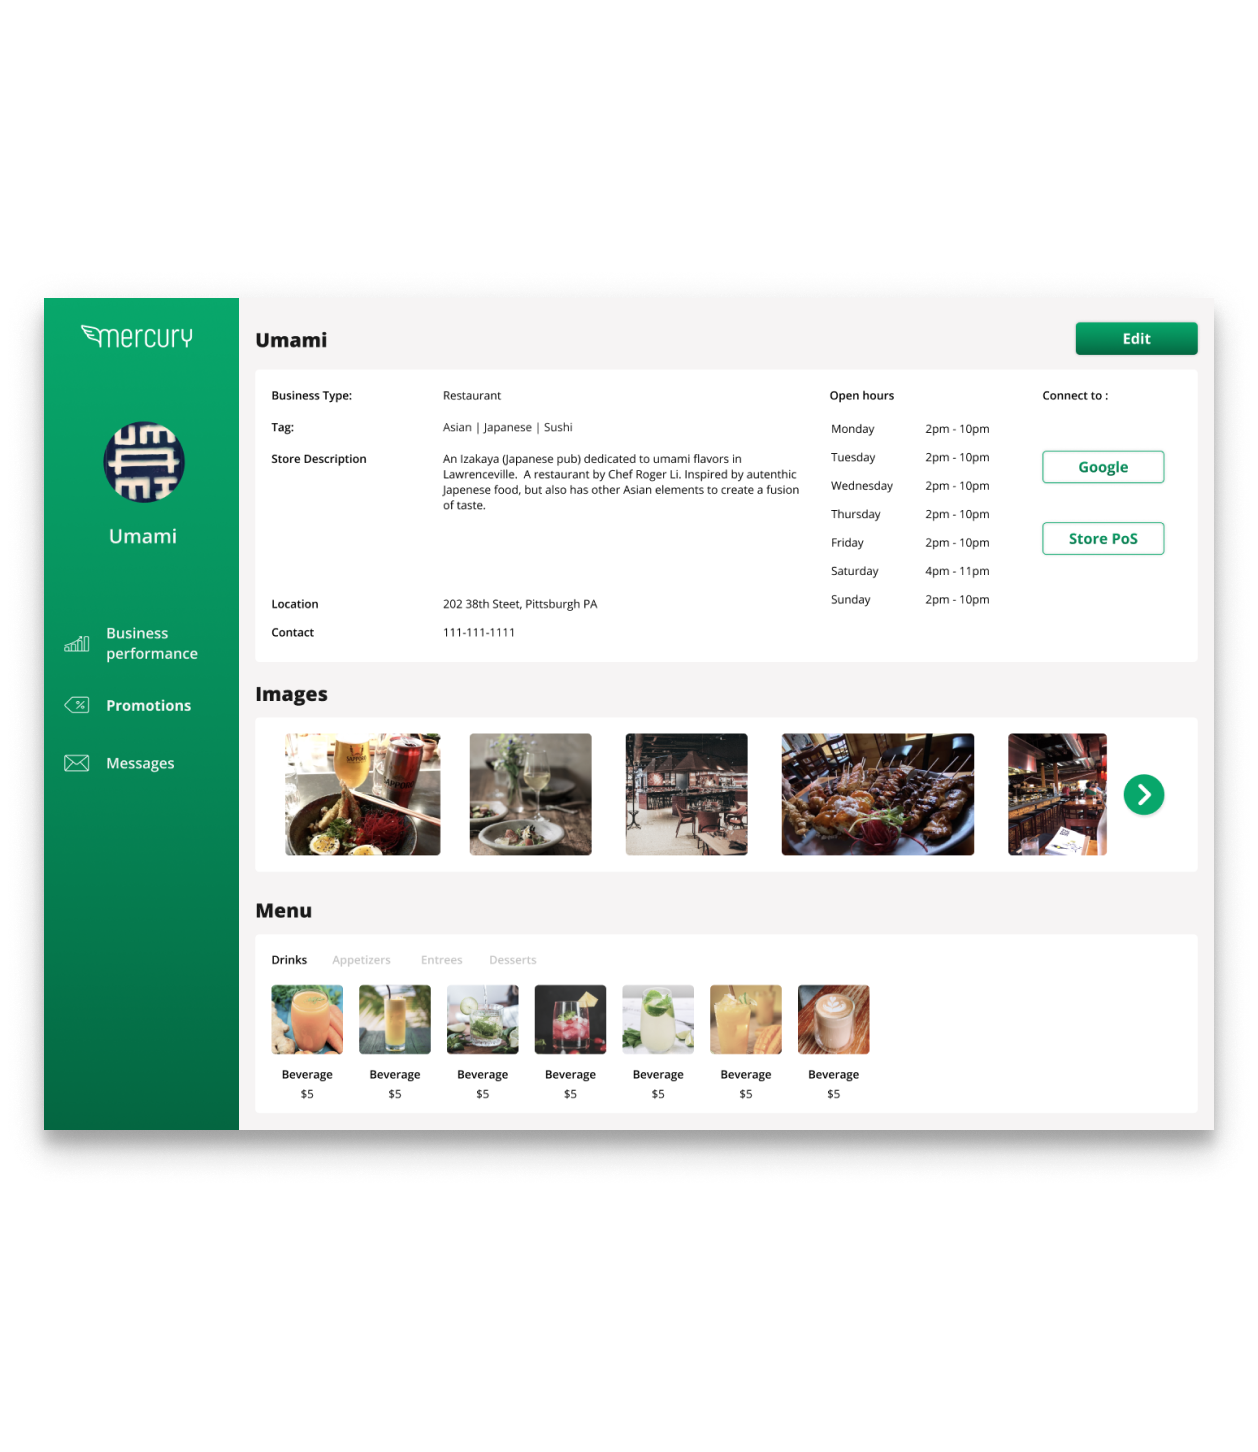 mercury
Umami
Business
performance
Promotions
Messages
Umami
Edit
Business Type:
Restaurant
Tag:
Asian | Japanese | Sushi
Store Description
An Izakaya (Japanese pub) dedicated to umami flavors in
Lawrenceville.  A restaurant by Chef Roger Li. Inspired by autenthic
Japenese food, but also has other Asian elements to create a fusion
of taste.
Location
202 38th Steet, Pittsburgh PA
Contact
111-111-1111
Open hours
Monday 2pm - 10pm
Tuesday 2pm - 10pm
Wednesday 2pm - 10pm
Thursday 2pm - 10pm
Friday 2pm - 10pm
Saturday 4pm - 11pm
Sunday 2pm - 10pm
Connect to :
Google
Store PoS
Images
SAPPORO
SAPPORO
Menu
Drinks Appetizers Entrees Desserts
Beverage Beverage Beverage Beverage Beverage Beverage Beverage
$5 $5 $5 $5 $5 $5 $5